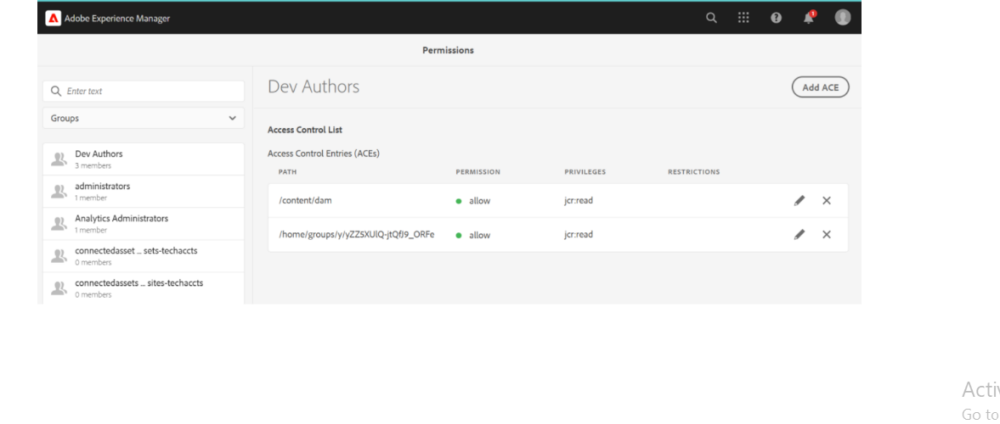 Adobe Experience Manager
1
Permissions
Enter text
Groups
Dev Authors
3 members
administrators
1 member
Analytics Administrators
1 member
connectedasset ... sets-techaccts
0 members
connectedassets ... sites-techaccts
0 members
Dev Authors
Add ACE
Access Control List
Access Control Entries (ACEs)
PATH PERMISSION PRIVILEGES RESTRICTIONS
/content/dam allow jcr:read
/home/groups/y/yZZSXUlQ-jtQfJ9_ORFe allow jcr:read
Activ
Go to